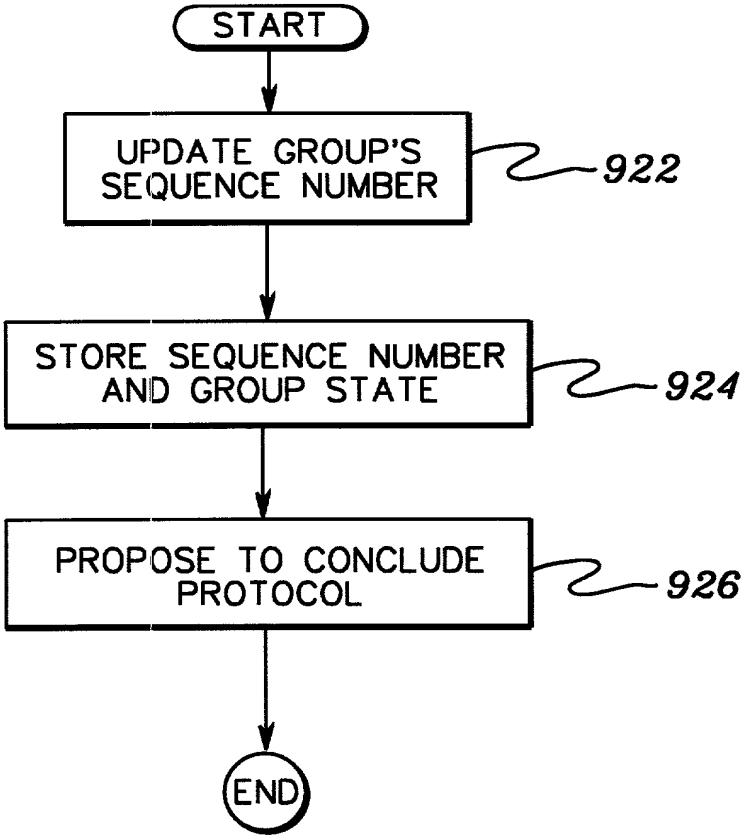 START
UPDATE GROUP'S
SEQUENCE NUMBER
922
STORE SEQUENCE NUMBER
AND GROUP STATE
924
PROPOSE TO CONCLUDE
PROTOCOL
926
END